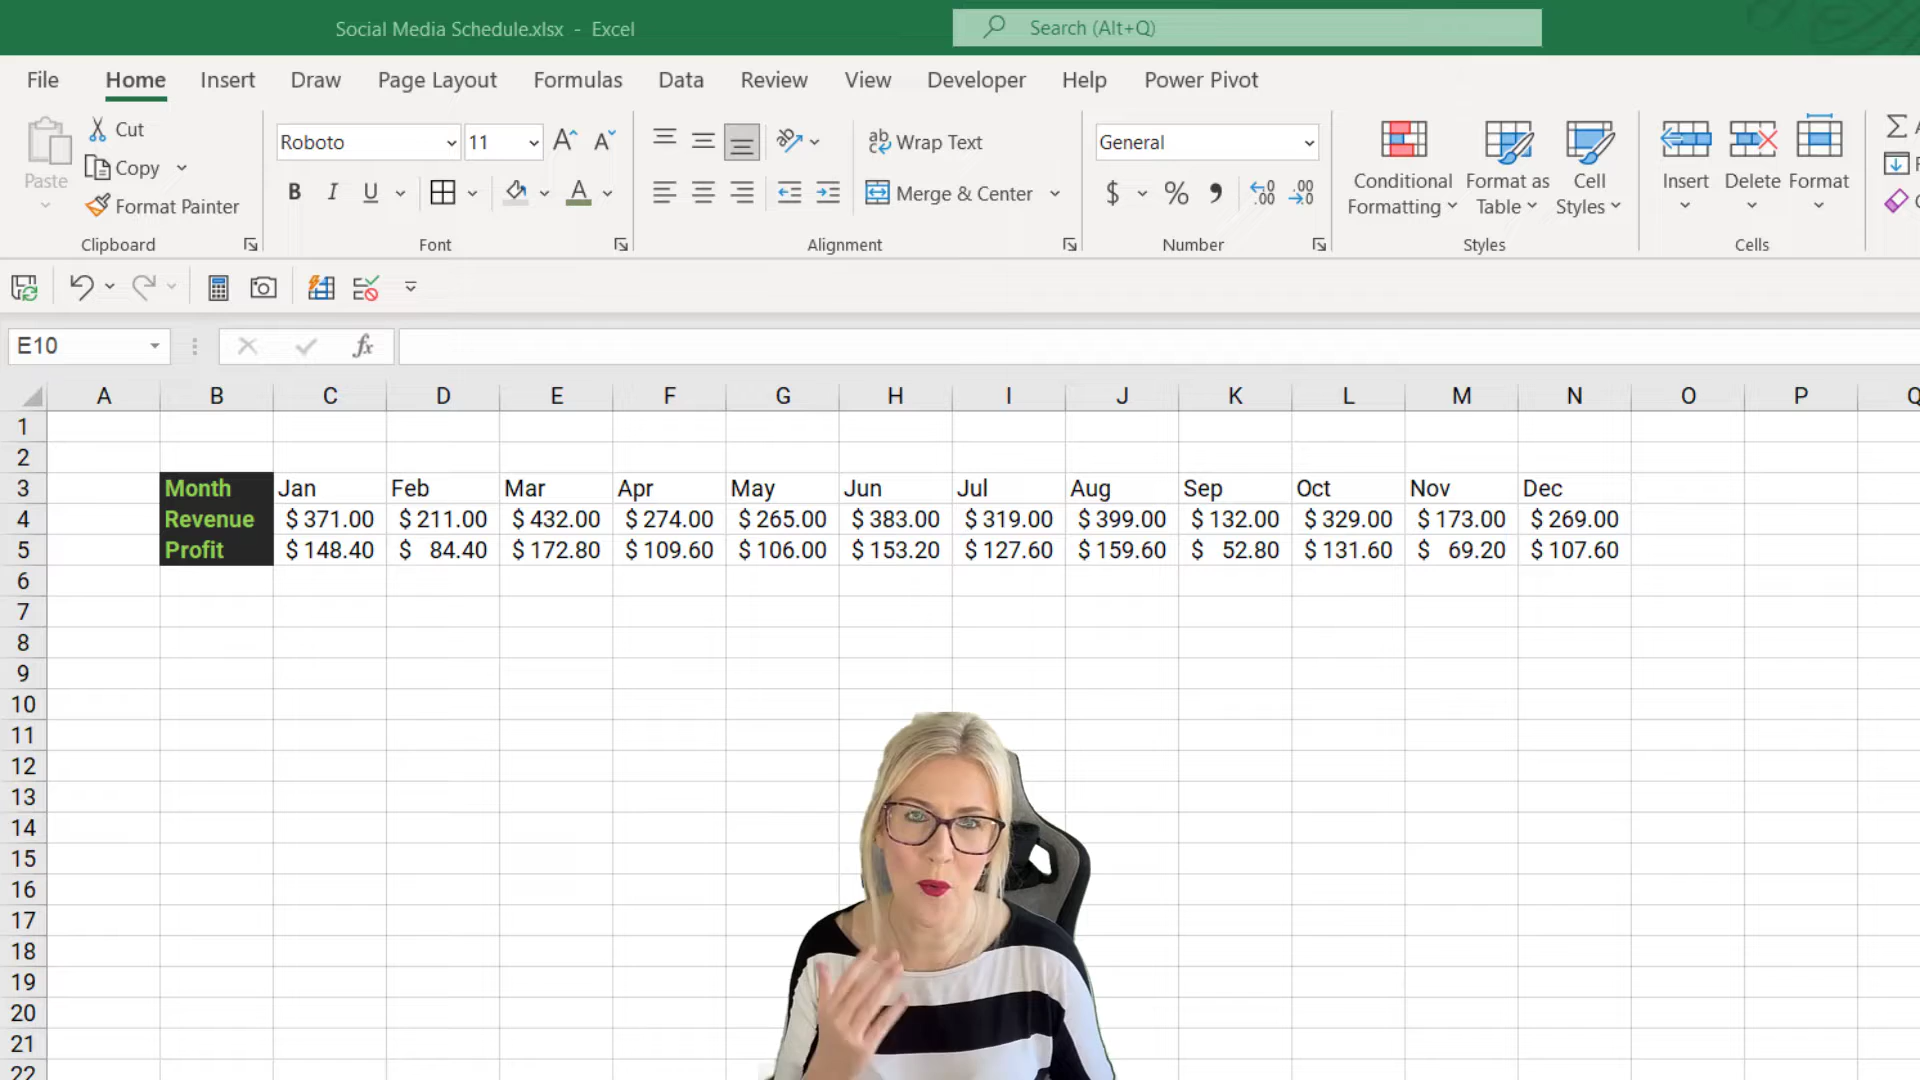 Social Media Schedule.xlsx - Excel
Search (Alt+Q)
File Home Insert Draw Page Layout Formulas Data Review View Developer Help Power Pivot
Paste
Cut
Copy
Format Painter
Clipboard
Roboto 11
B I U
Font
Wrap Text
Merge & Center
Alignment
General
$ % ,
Number
Conditional
Formatting
Format as
Table
Cell
Styles
Styles
Insert Delete Format
Cells
E10 fx
A B C D E F G H I J K L M N O P Q
1
2
3 Month Jan Feb Mar Apr May Jun Jul Aug Sep Oct Nov Dec
4 Revenue $ 371.00 $ 211.00 $ 432.00 $ 274.00 $ 265.00 $ 383.00 $ 319.00 $ 399.00 $ 132.00 $ 329.00 $ 173.00 $ 269.00
5 Profit $ 148.40 $ 84.40 $ 172.80 $ 109.60 $ 106.00 $ 153.20 $ 127.60 $ 159.60 $ 52.80 $ 131.60 $ 69.20 $ 107.60
6
7
8
9
10
11
12
13
14
15
16
17
18
19
20
21
22